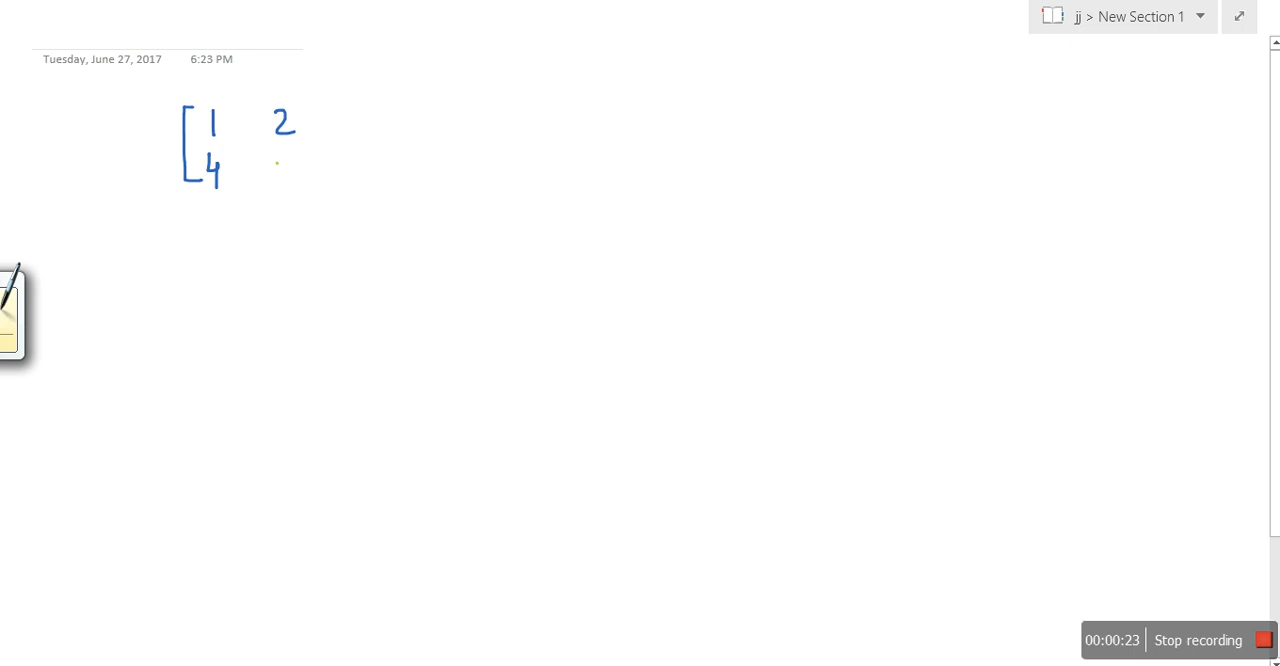 jj > New Section 1
Tuesday, June 27, 2017 6:23 PM
[ 1 2
4
00:00:23 Stop recording